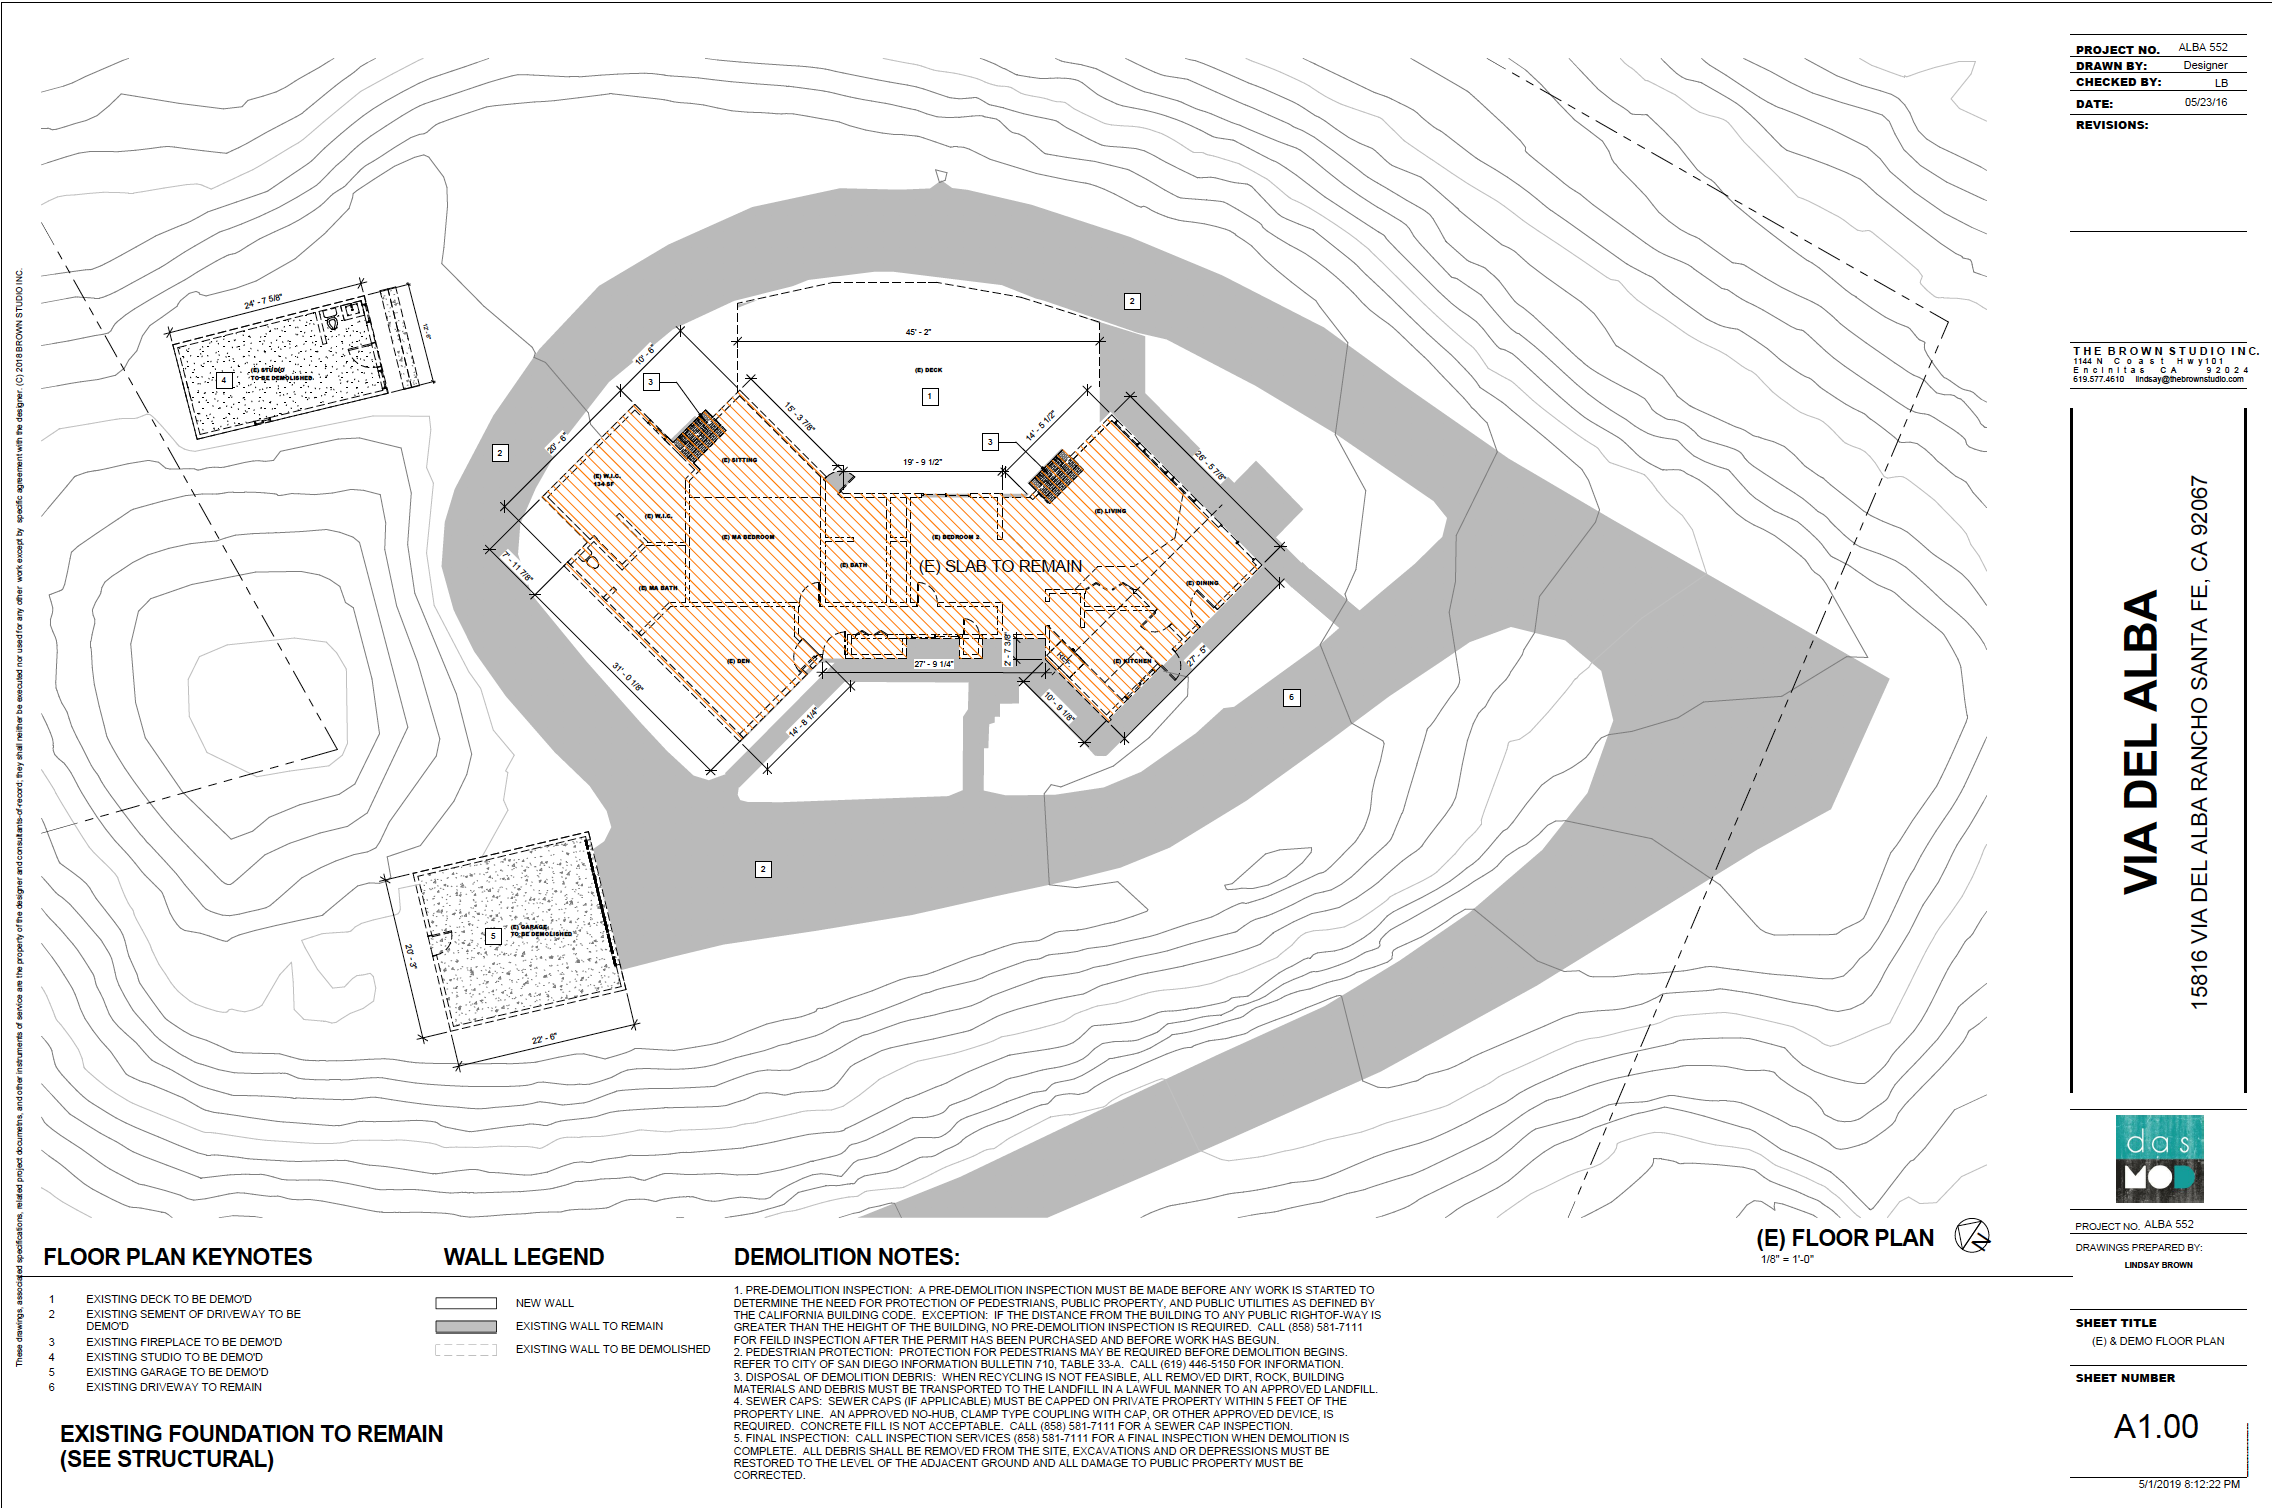 PROJECT NO. ALBA 552
DRAWN BY: Designer
CHECKED BY: LB
DATE: 05/23/16
REVISIONS:
THE BROWN STUDIO INC.
1144 N Coast Hwy101
Encinitas CA 92024
619.577.4610 lindsay@thebrownstudio.com
VIA DEL ALBA
15816 VIA DEL ALBA RANCHO SANTA FE, CA 92067
das
MOD
PROJECT NO. ALBA 552
DRAWINGS PREPARED BY:
LINDSAY BROWN
SHEET TITLE
(E) & DEMO FLOOR PLAN
SHEET NUMBER
A1.00
5/1/2019 8:12:22 PM
These drawings, associated specifications, related project documetns, and other instruments of service are the property of the designer and consultants-of-record; they shall neither be executed nor used for any other work except by specific agreement with the designer. (C) 2018 BROWN STUDIO INC.
24' - 7 5/8"
4
(E) STUDIO
TO BE DEMOLISHED
2
45' - 2"
10' - 6"
3
(E) DECK
1
15' - 3 7/8"
14' - 5 1/2"
20' - 6"
2
3
26' - 5 7/8"
(E) SITTING
19' - 9 1/2"
(E) W.I.C.
134 SF
(E) W.I.C.
(E) LIVING
(E) MA BEDROOM
(E) BEDROOM 2
7' - 11 7/8"
(E) BATH
(E) SLAB TO REMAIN
(E) MA BATH
(E) DINING
(E) DEN
27' - 9 1/4"
2' - 7 3/8"
REF.
(E) KITCHEN
27' - 5"
31' - 0 1/8"
14' - 8 1/4"
10' - 9 1/8"
6
2
5
(E) GARAGE
TO BE DEMOLISHED
20' - 3"
22' - 6"
(E) FLOOR PLAN
1/8" = 1'-0"
N
FLOOR PLAN KEYNOTES
1 EXISTING DECK TO BE DEMO'D
2 EXISTING SEMENT OF DRIVEWAY TO BE
DEMO'D
3 EXISTING FIREPLACE TO BE DEMO'D
4 EXISTING STUDIO TO BE DEMO'D
5 EXISTING GARAGE TO BE DEMO'D
6 EXISTING DRIVEWAY TO REMAIN
EXISTING FOUNDATION TO REMAIN
(SEE STRUCTURAL)
WALL LEGEND
NEW WALL
EXISTING WALL TO REMAIN
EXISTING WALL TO BE DEMOLISHED
DEMOLITION NOTES:
1. PRE-DEMOLITION INSPECTION: A PRE-DEMOLITION INSPECTION MUST BE MADE BEFORE ANY WORK IS STARTED TO
DETERMINE THE NEED FOR PROTECTION OF PEDESTRIANS, PUBLIC PROPERTY, AND PUBLIC UTILITIES AS DEFINED BY
THE CALIFORNIA BUILDING CODE. EXCEPTION: IF THE DISTANCE FROM THE BUILDING TO ANY PUBLIC RIGHTOF-WAY IS
GREATER THAN THE HEIGHT OF THE BUILDING, NO PRE-DEMOLITION INSPECTION IS REQUIRED. CALL (858) 581-7111
FOR FEILD INSPECTION AFTER THE PERMIT HAS BEEN PURCHASED AND BEFORE WORK HAS BEGUN.
2. PEDESTRIAN PROTECTION: PROTECTION FOR PEDESTRIANS MAY BE REQUIRED BEFORE DEMOLITION BEGINS.
REFER TO CITY OF SAN DIEGO INFORMATION BULLETIN 710, TABLE 33-A. CALL (619) 446-5150 FOR INFORMATION.
3. DISPOSAL OF DEMOLITION DEBRIS: WHEN RECYCLING IS NOT FEASIBLE, ALL REMOVED DIRT, ROCK, BUILDING
MATERIALS AND DEBRIS MUST BE TRANSPORTED TO THE LANDFILL IN A LAWFUL MANNER TO AN APPROVED LANDFILL.
4. SEWER CAPS: SEWER CAPS (IF APPLICABLE) MUST BE CAPPED ON PRIVATE PROPERTY WITHIN 5 FEET OF THE
PROPERTY LINE. AN APPROVED NO-HUB, CLAMP TYPE COUPLING WITH CAP, OR OTHER APPROVED DEVICE, IS
REQUIRED. CONCRETE FILL IS NOT ACCEPTABLE. CALL (858) 581-7111 FOR A SEWER CAP INSPECTION.
5. FINAL INSPECTION: CALL INSPECTION SERVICES (858) 581-7111 FOR A FINAL INSPECTION WHEN DEMOLITION IS
COMPLETE. ALL DEBRIS SHALL BE REMOVED FROM THE SITE, EXCAVATIONS AND OR DEPRESSIONS MUST BE
RESTORED TO THE LEVEL OF THE ADJACENT GROUND AND ALL DAMAGE TO PUBLIC PROPERTY MUST BE
CORRECTED.